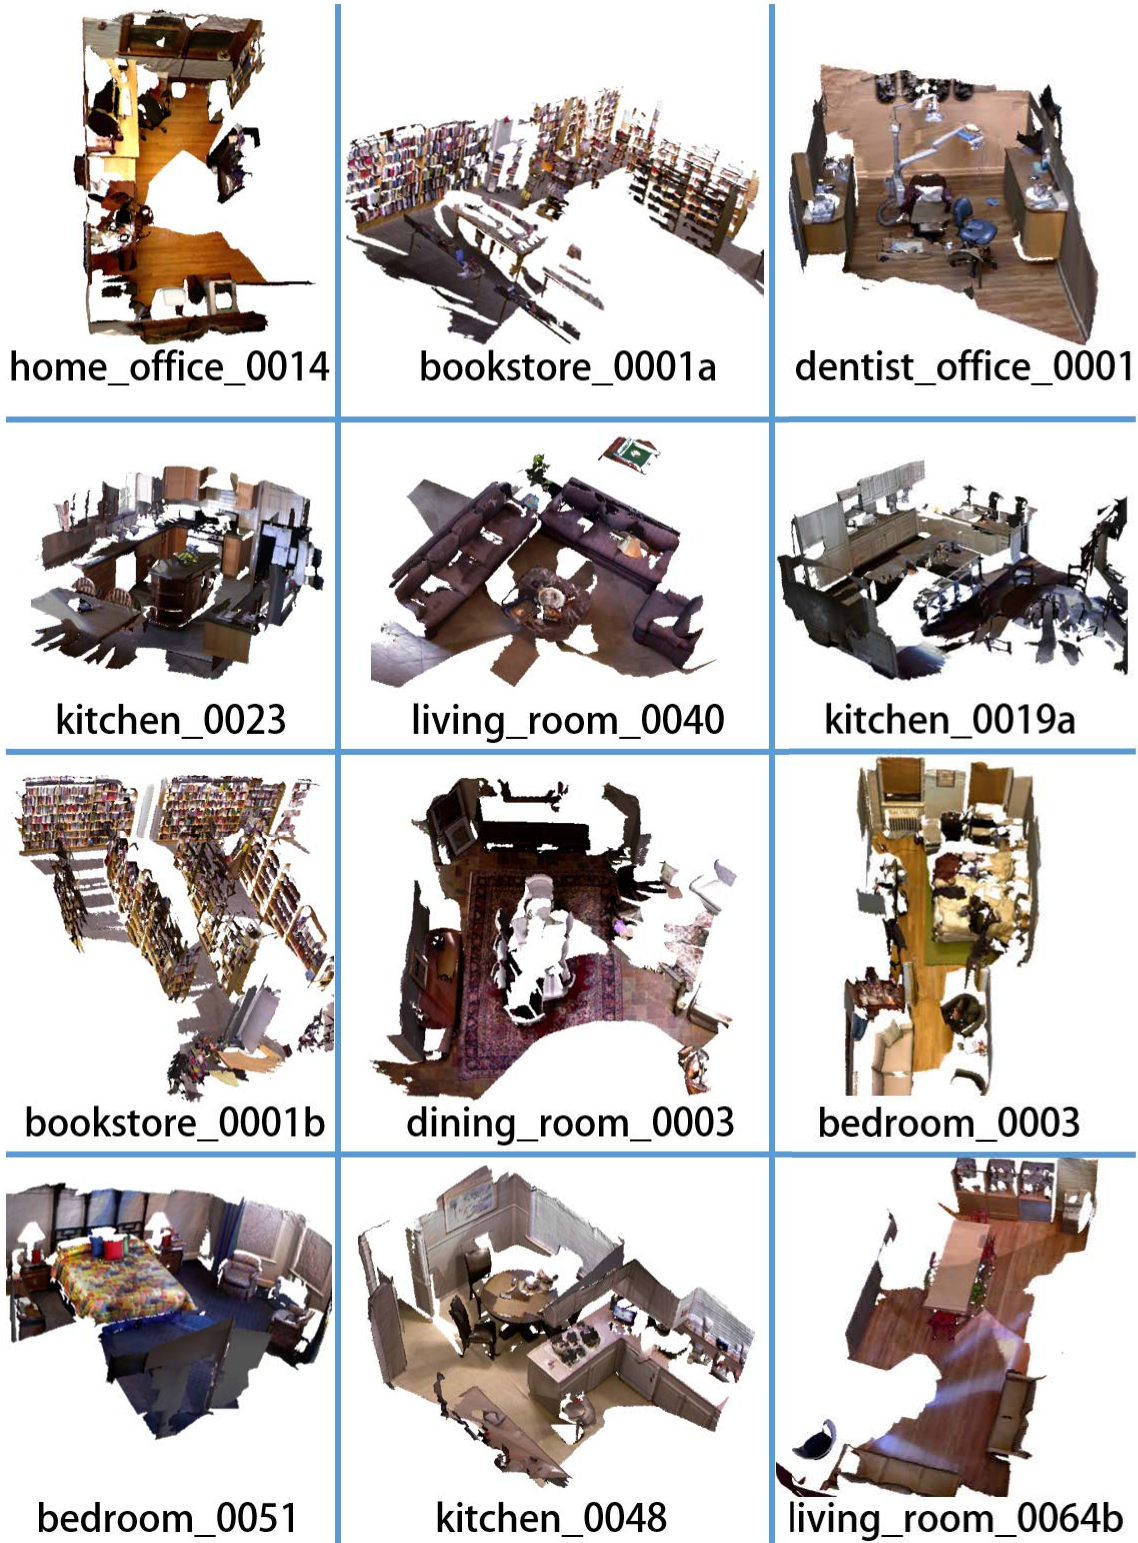 home_office_0014
bookstore_0001a
dentist_office_0001
kitchen_0023
living_room_0040
kitchen_0019a
bookstore_0001b
dining_room_0003
bedroom_0003
bedroom_0051
kitchen_0048
living_room_0064b